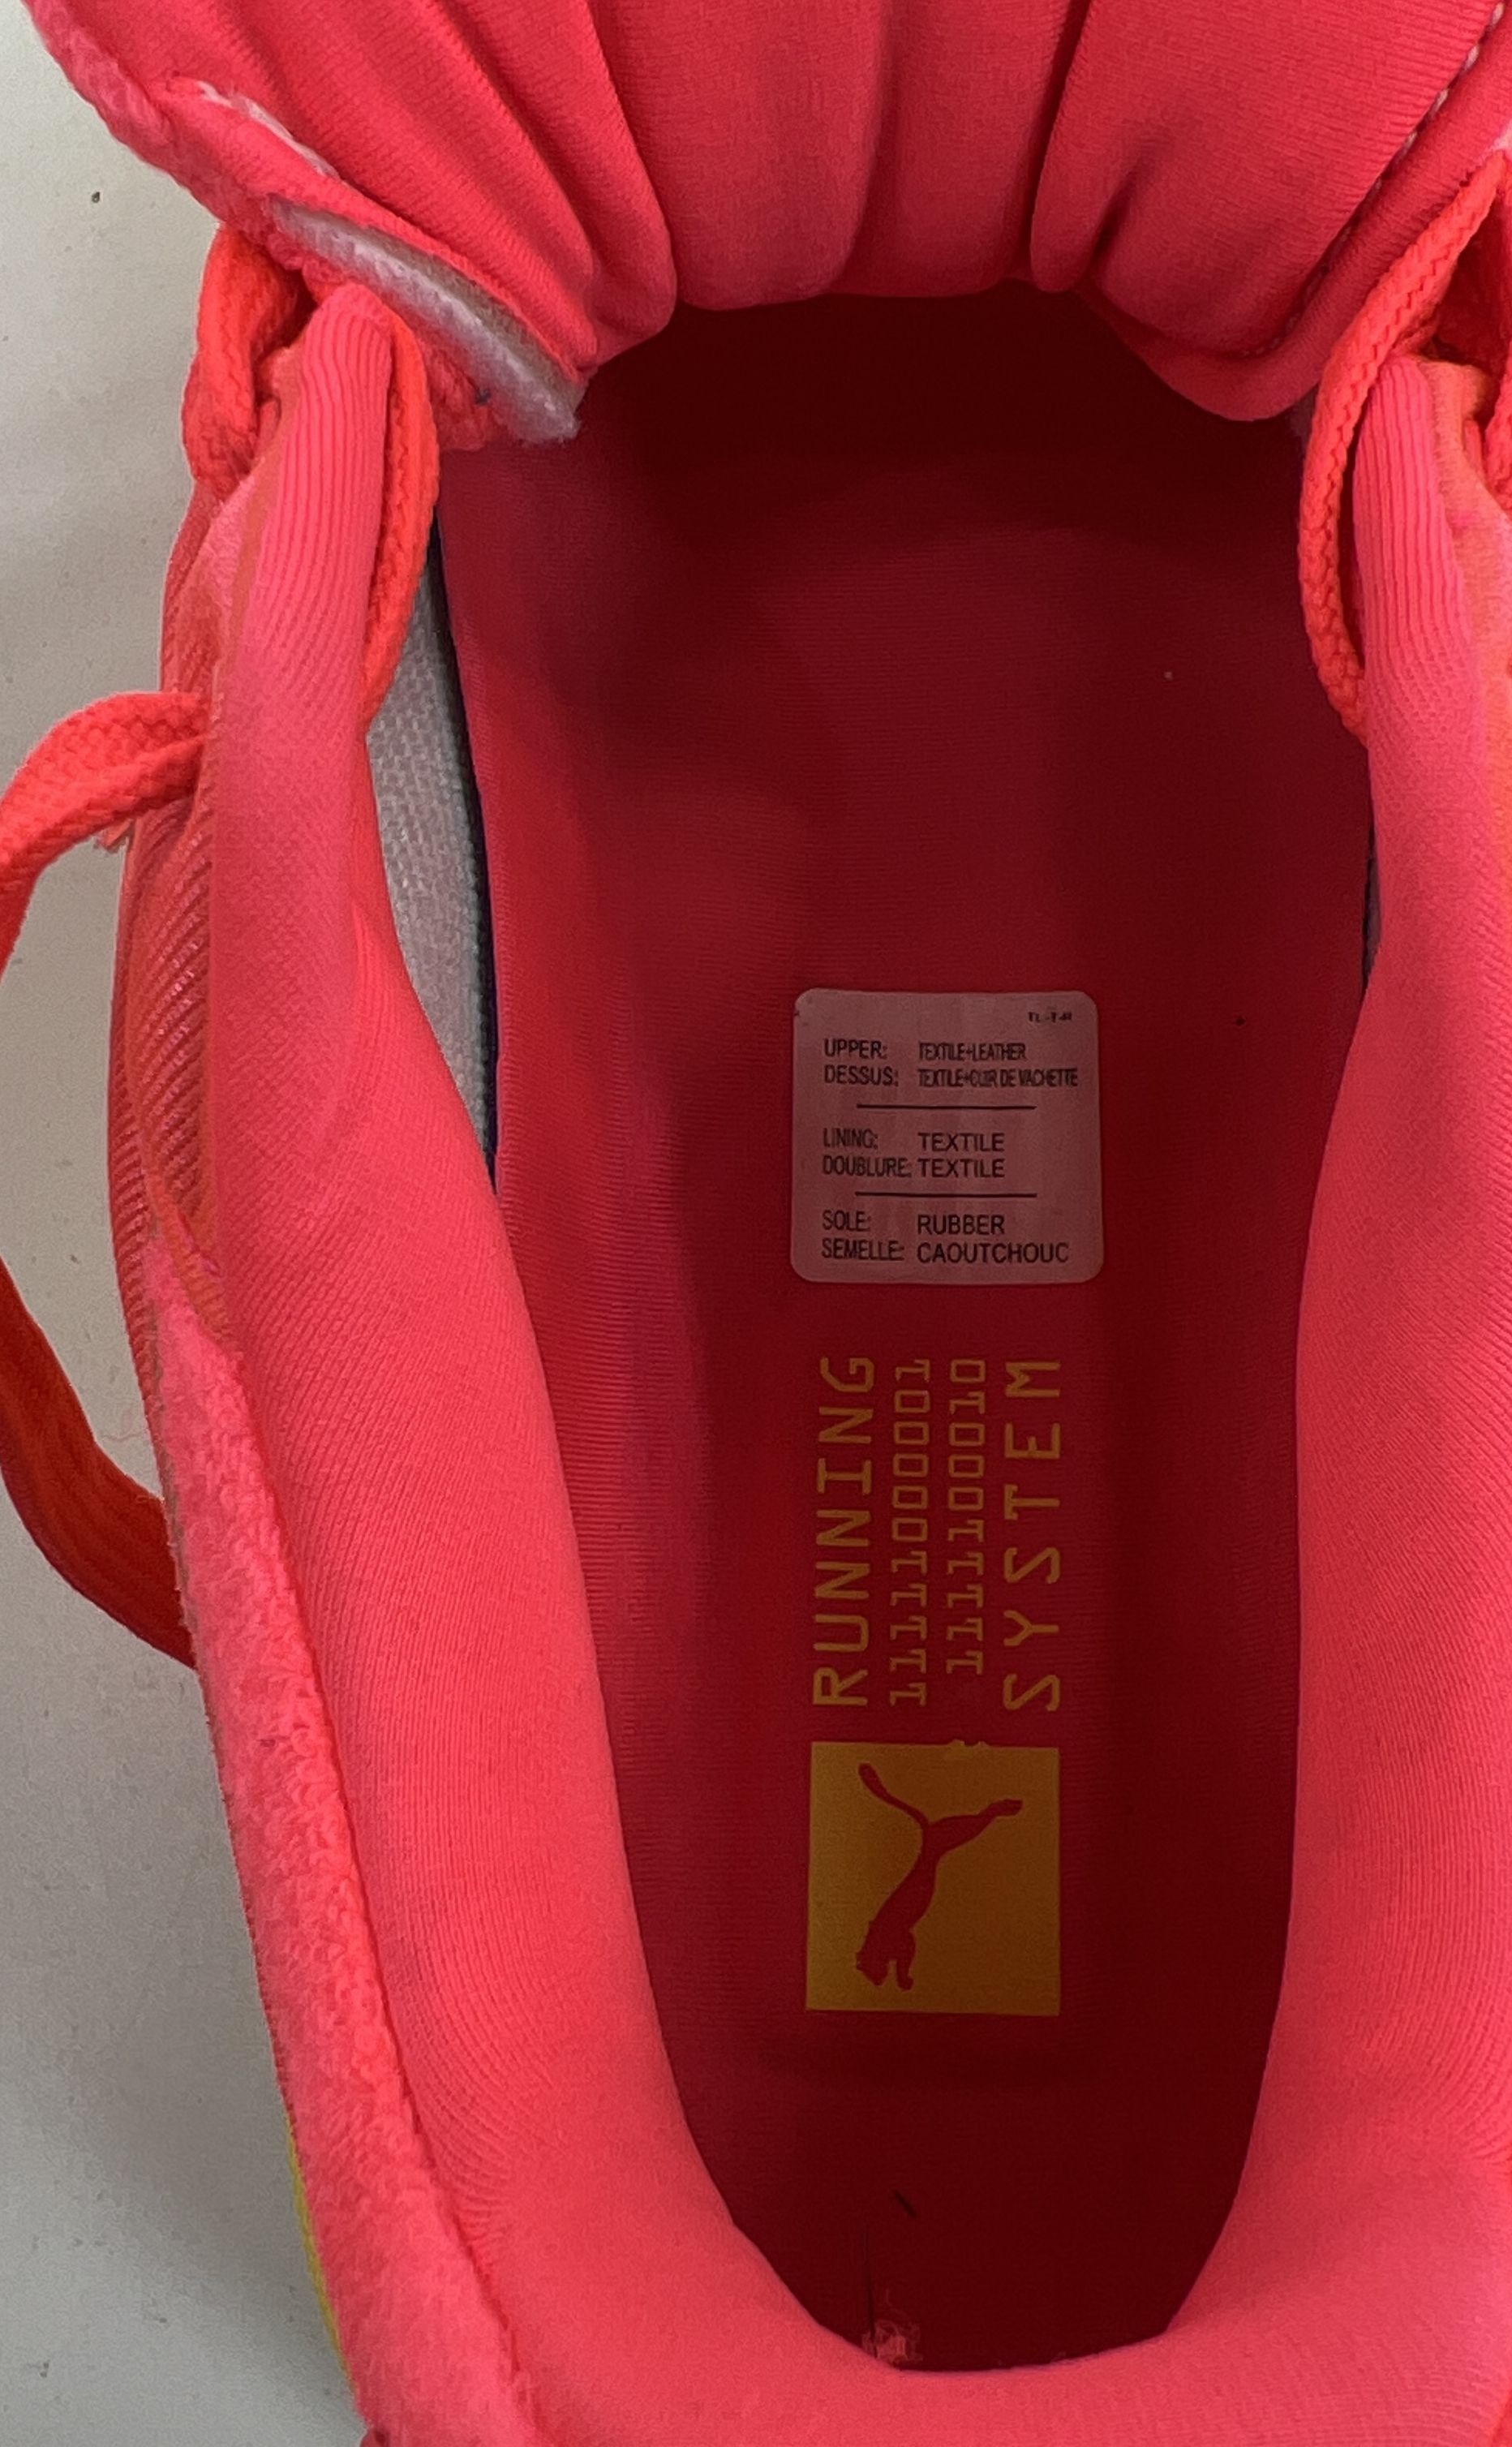 UPPER: TEXTILE+LEATHER
DESSUS: TEXTILE+CUIR DE VACHETTE
LINING: TEXTILE
DOUBLURE: TEXTILE
SOLE: RUBBER
SEMELLE: CAOUTCHOUC
RUNNING
11111000001
1111100010
SYSTEM